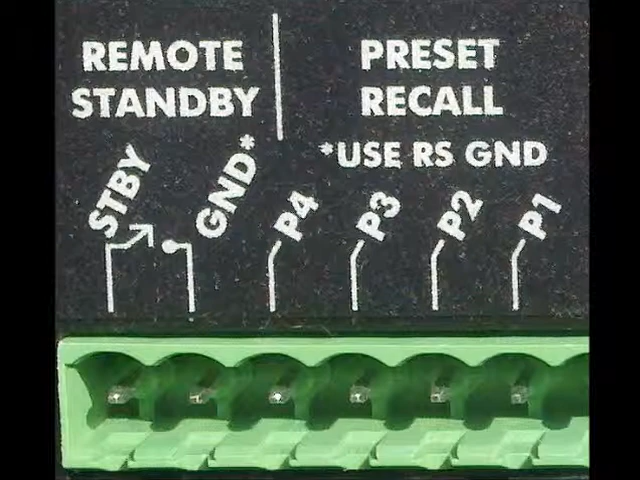 REMOTE
STANDBY
PRESET
RECALL
*USE RS GND
STBY
GND*
P4
P3
P2
P1